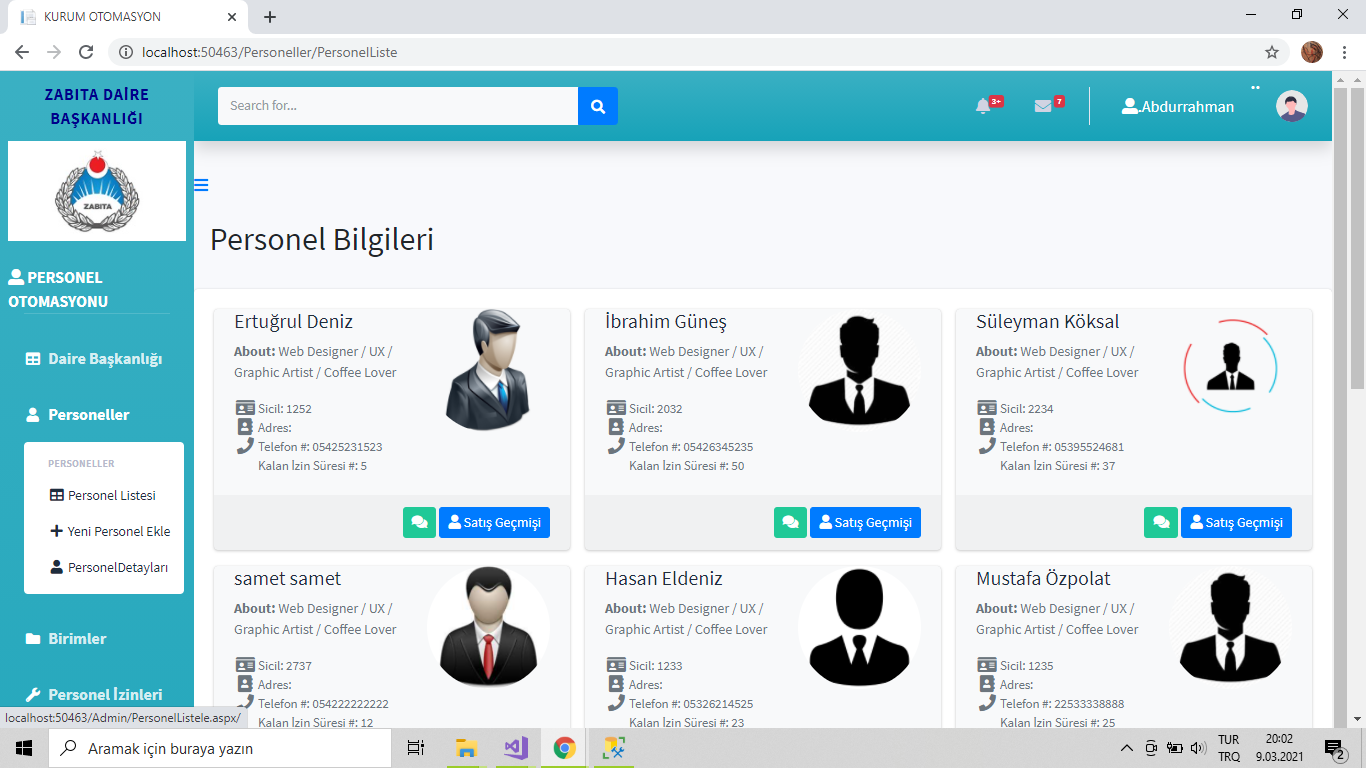 KURUM OTOMASYON
localhost:50463/Personeller/PersonelListe
ZABITA DAİRE
BAŞKANLIĞI
Search for...
3+
7
.Abdurrahman
ZABITA
PERSONEL
OTOMASYONU
Daire Başkanlığı
Personeller
PERSONELLER
Personel Listesi
Yeni Personel Ekle
PersonelDetayları
Birimler
Personel İzinleri
localhost:50463/Admin/PersonelListele.aspx/
Personel Bilgileri
Ertuğrul Deniz
About: Web Designer / UX /
Graphic Artist / Coffee Lover
Sicil: 1252
Adres:
Telefon #: 05425231523
Kalan İzin Süresi #: 5
Satış Geçmişi
İbrahim Güneş
About: Web Designer / UX /
Graphic Artist / Coffee Lover
Sicil: 2032
Adres:
Telefon #: 05426345235
Kalan İzin Süresi #: 50
Satış Geçmişi
Süleyman Köksal
About: Web Designer / UX /
Graphic Artist / Coffee Lover
Sicil: 2234
Adres:
Telefon #: 05395524681
Kalan İzin Süresi #: 37
Satış Geçmişi
samet samet
About: Web Designer / UX /
Graphic Artist / Coffee Lover
Sicil: 2737
Adres:
Telefon #: 054222222222
Kalan İzin Süresi #: 12
Hasan Eldeniz
About: Web Designer / UX /
Graphic Artist / Coffee Lover
Sicil: 1233
Adres:
Telefon #: 05326214525
Kalan İzin Süresi #: 23
Mustafa Özpolat
About: Web Designer / UX /
Graphic Artist / Coffee Lover
Sicil: 1235
Adres:
Telefon #: 22533338888
Kalan İzin Süresi #: 25
Aramak için buraya yazın
TUR
TRQ
20:02
9.03.2021
2